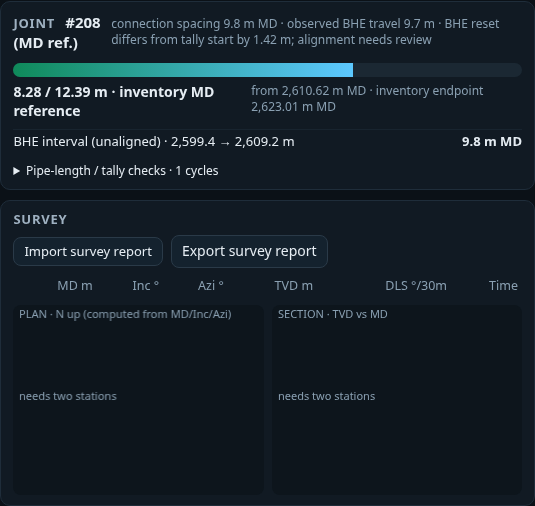 JOINT #208 connection spacing 9.8 m MD · observed BHE travel 9.7 m · BHE reset
(MD ref.) differs from tally start by 1.42 m; alignment needs review
8.28 / 12.39 m · inventory MD from 2,610.62 m MD · inventory endpoint
reference 2,623.01 m MD
BHE interval (unaligned) · 2,599.4 → 2,609.2 m 9.8 m MD
▶ Pipe-length / tally checks · 1 cycles
SURVEY
Import survey report Export survey report
MD m Inc ° Azi ° TVD m DLS °/30m Time
PLAN · N up (computed from MD/Inc/Azi) SECTION · TVD vs MD
needs two stations needs two stations